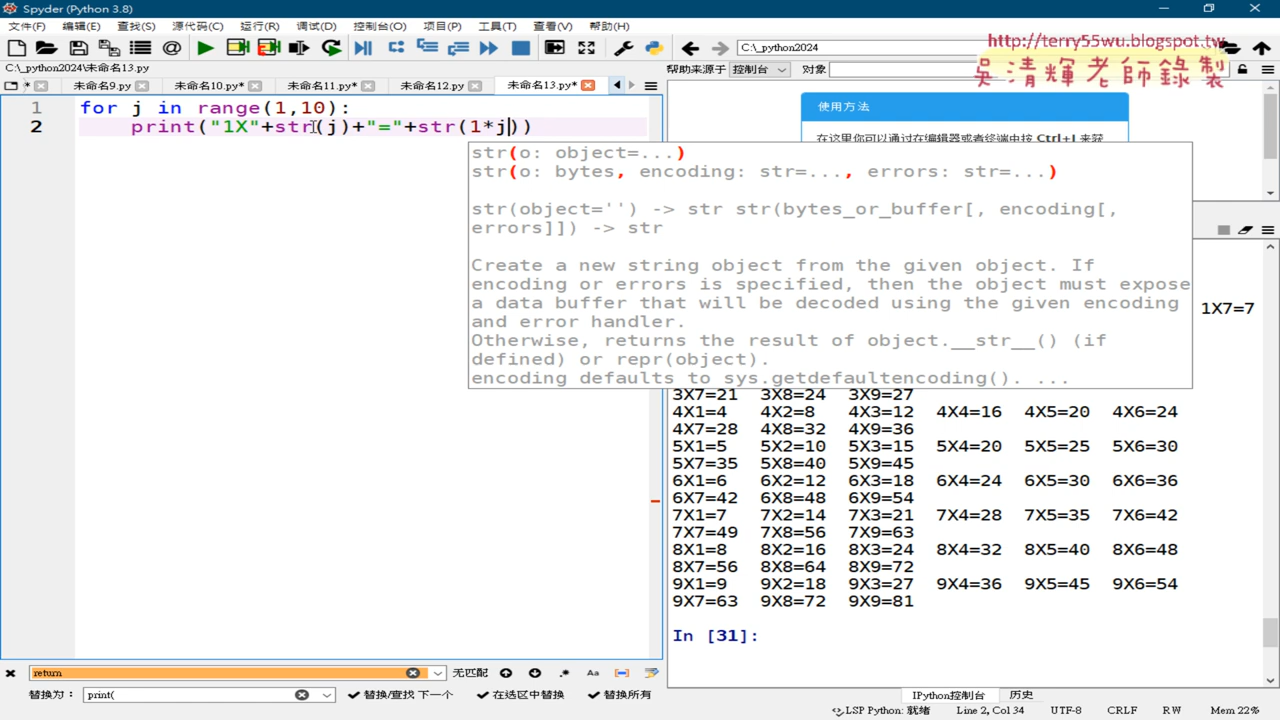 Spyder (Python 3.8)
文件(F) 编辑(E) 查找(S) 源代码(C) 运行(R) 调试(D) 控制台(O) 项目(P) 工具(T) 查看(V) 帮助(H)
C:\_python2024
http://terry55wu.blogspot.tw
吳清輝老師錄製
C:\_python2024\未命名13.py
帮助来源于 控制台 对象
未命名9.py 未命名10.py* 未命名11.py* 未命名12.py 未命名13.py*
使用方法
在这里你可以通过在编辑器或者终端中按 Ctrl+I 来获
1 for j in range(1,10):
2 print("1X"+str(j)+"="+str(1*j))
str(o: object=...)
str(o: bytes, encoding: str=..., errors: str=...)
str(object='') -> str str(bytes_or_buffer[, encoding[,
errors]]) -> str
Create a new string object from the given object. If
encoding or errors is specified, then the object must expose
a data buffer that will be decoded using the given encoding
and error handler.
Otherwise, returns the result of object.__str__() (if
defined) or repr(object).
encoding defaults to sys.getdefaultencoding(). ...
1X7=7
3X7=21 3X8=24 3X9=27
4X1=4 4X2=8 4X3=12 4X4=16 4X5=20 4X6=24
4X7=28 4X8=32 4X9=36
5X1=5 5X2=10 5X3=15 5X4=20 5X5=25 5X6=30
5X7=35 5X8=40 5X9=45
6X1=6 6X2=12 6X3=18 6X4=24 6X5=30 6X6=36
6X7=42 6X8=48 6X9=54
7X1=7 7X2=14 7X3=21 7X4=28 7X5=35 7X6=42
7X7=49 7X8=56 7X9=63
8X1=8 8X2=16 8X3=24 8X4=32 8X5=40 8X6=48
8X7=56 8X8=64 8X9=72
9X1=9 9X2=18 9X3=27 9X4=36 9X5=45 9X6=54
9X7=63 9X8=72 9X9=81
In [31]:
return 无匹配 .* Aa
替换为: print( 替换/查找 下一个 在选区中替换 替换所有
IPython控制台 历史
LSP Python: 就绪 Line 2, Col 34 UTF-8 CRLF RW Mem 22%